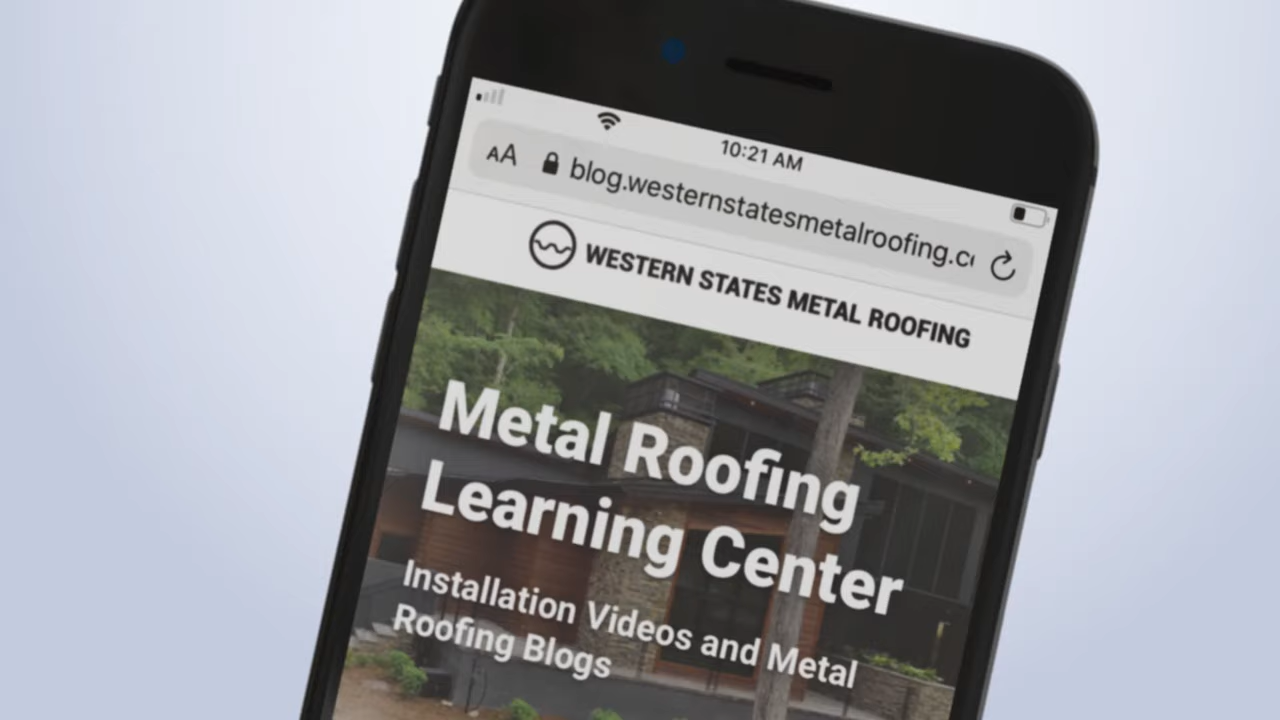 10:21 AM
AA
blog.westernstatesmetalroofing.c
WESTERN STATES METAL ROOFING
Metal Roofing
Learning Center
Installation Videos and Metal
Roofing Blogs